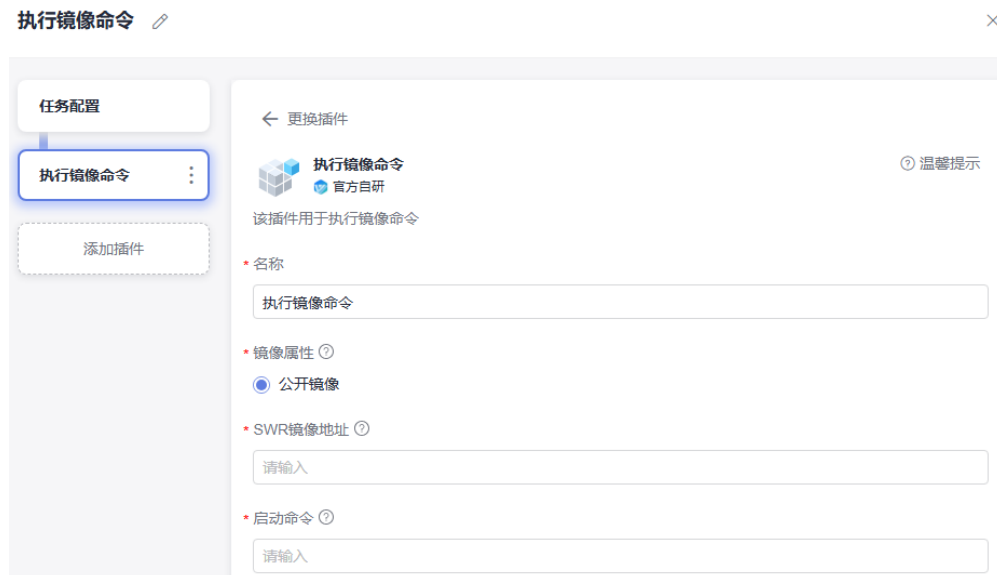 执行镜像命令
任务配置
执行镜像命令
添加插件
更换插件
执行镜像命令
官方自研
温馨提示
该插件用于执行镜像命令
* 名称
执行镜像命令
* 镜像属性
公开镜像
* SWR镜像地址
请输入
* 启动命令
请输入